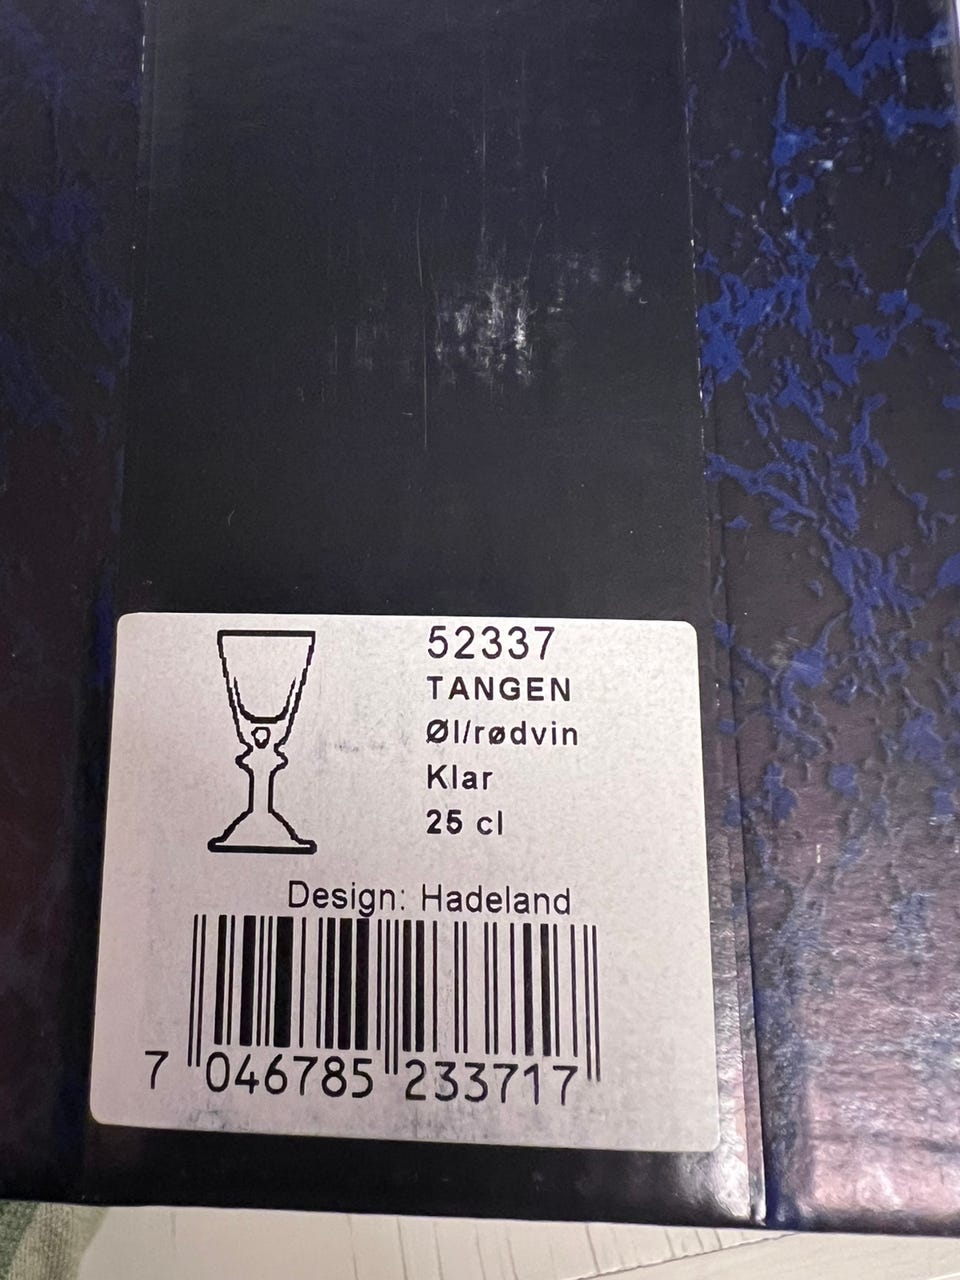 52337
TANGEN
Øl/rødvin
Klar
25 cl
Design: Hadeland
7 046785 233717